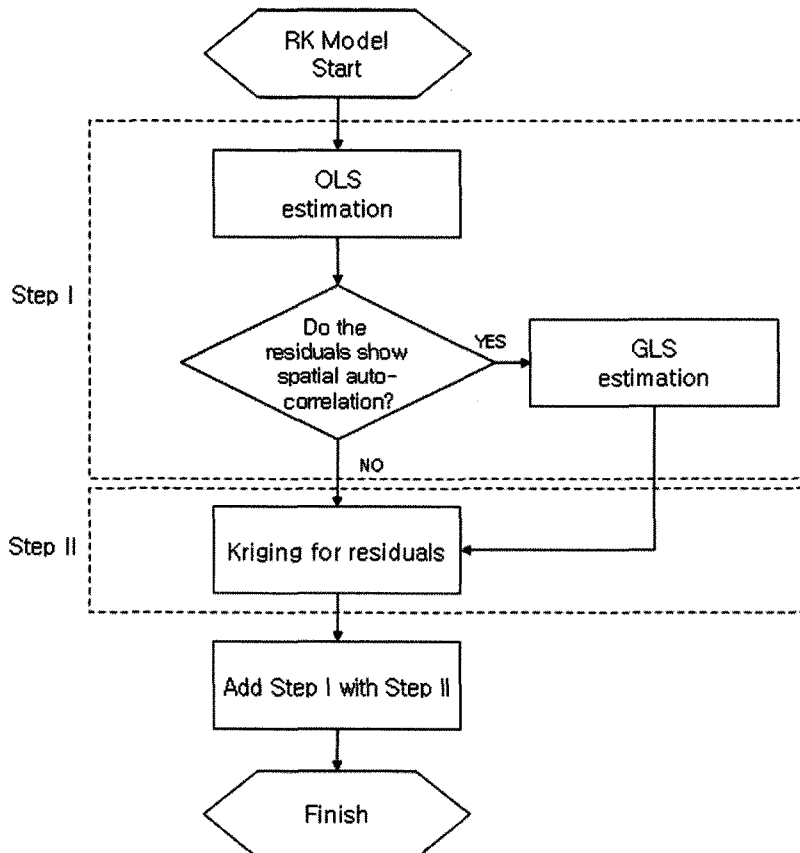 RK Model
Start
OLS
estimation
Step I
Do the
residuals show
spatial auto-
correlation?
YES
GLS
estimation
NO
Step II
Kriging for residuals
Add Step I with Step II
Finish